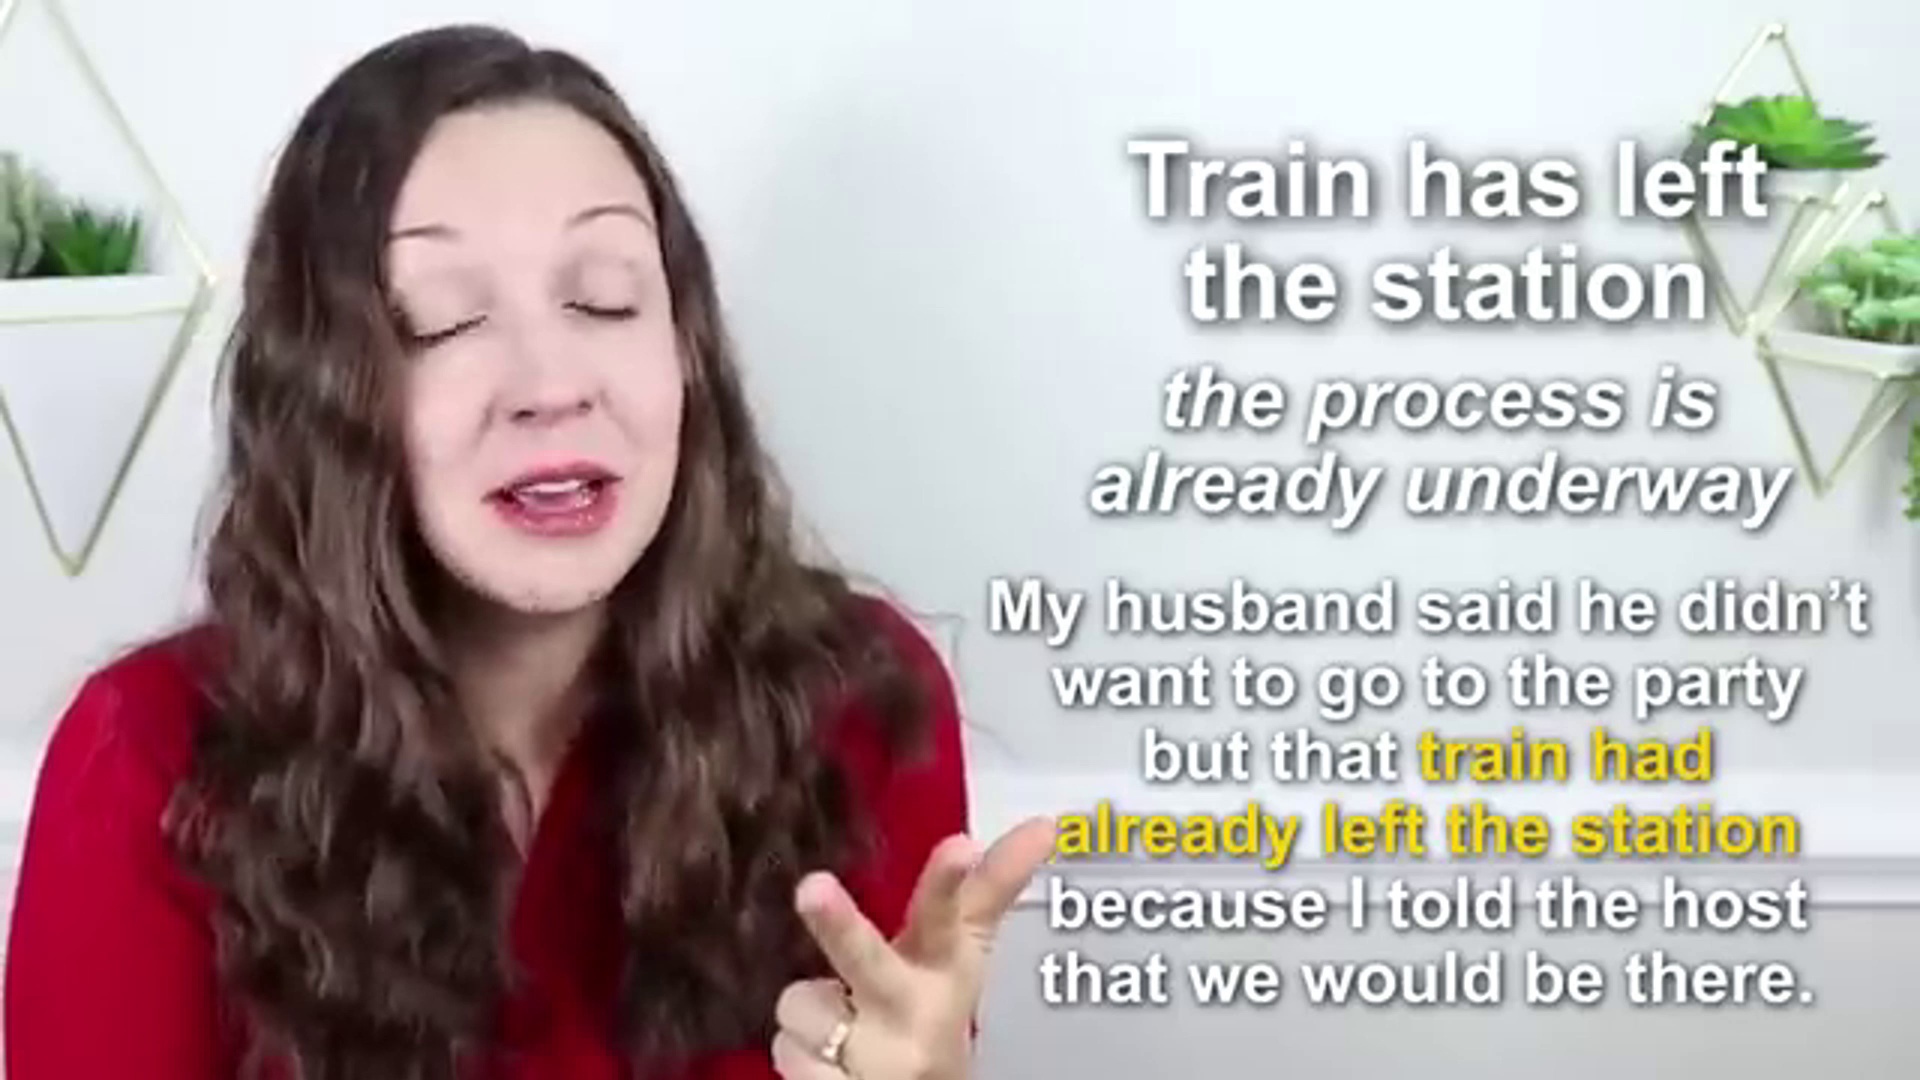 Train has left
the station
the process is
already underway
My husband said he didn’t
want to go to the party
but that train had
already left the station
because I told the host
that we would be there.